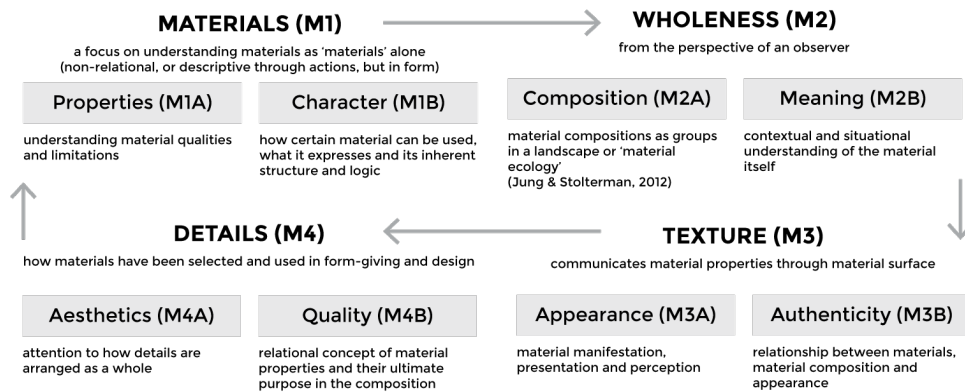 MATERIALS (M1)
a focus on understanding materials as ‘materials’ alone
(non-relational, or descriptive through actions, but in form)
Properties (M1A)
understanding material qualities
and limitations
Character (M1B)
how certain material can be used,
what it expresses and its inherent
structure and logic
WHOLENESS (M2)
from the perspective of an observer
Composition (M2A)
material compositions as groups
in a landscape or ‘material
ecology’
(Jung & Stolterman, 2012)
Meaning (M2B)
contextual and situational
understanding of the material
itself
DETAILS (M4)
how materials have been selected and used in form-giving and design
Aesthetics (M4A)
attention to how details are
arranged as a whole
Quality (M4B)
relational concept of material
properties and their ultimate
purpose in the composition
TEXTURE (M3)
communicates material properties through material surface
Appearance (M3A)
material manifestation,
presentation and perception
Authenticity (M3B)
relationship between materials,
material composition and
appearance